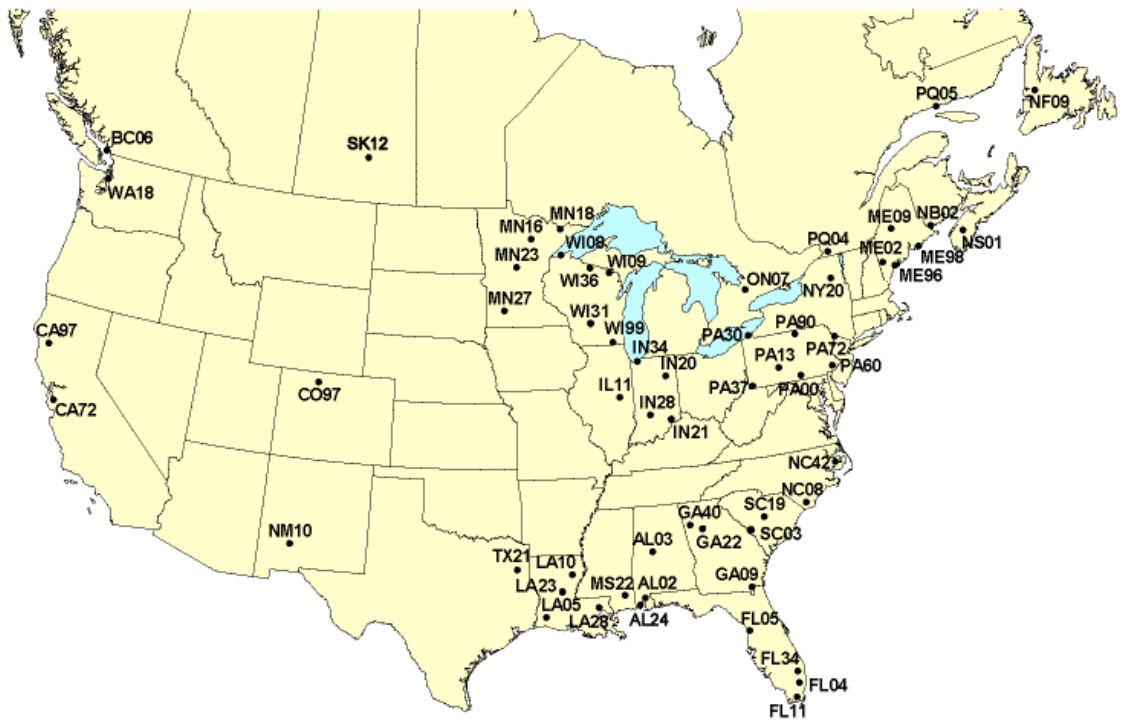 PQ05
NF09
BC06
SK12
WA18
MN18
ME09
NB02
MN16
WI08
PQ04
NS01
MN23
WI09
ME02
ME98
WI36
ON07
ME96
NY20
MN27
WI31
CA97
WI99
PA30
PA90
IN34
PA72
PA13
IN20
PA60
IL11
PA37
PA00
CO97
CA72
IN28
IN21
NC42
NC08
SC19
GA40
NM10
AL03
GA22
SC03
TX21
LA10
GA09
LA23
MS22
AL02
LA05
LA28
AL24
FL05
FL34
FL04
FL11